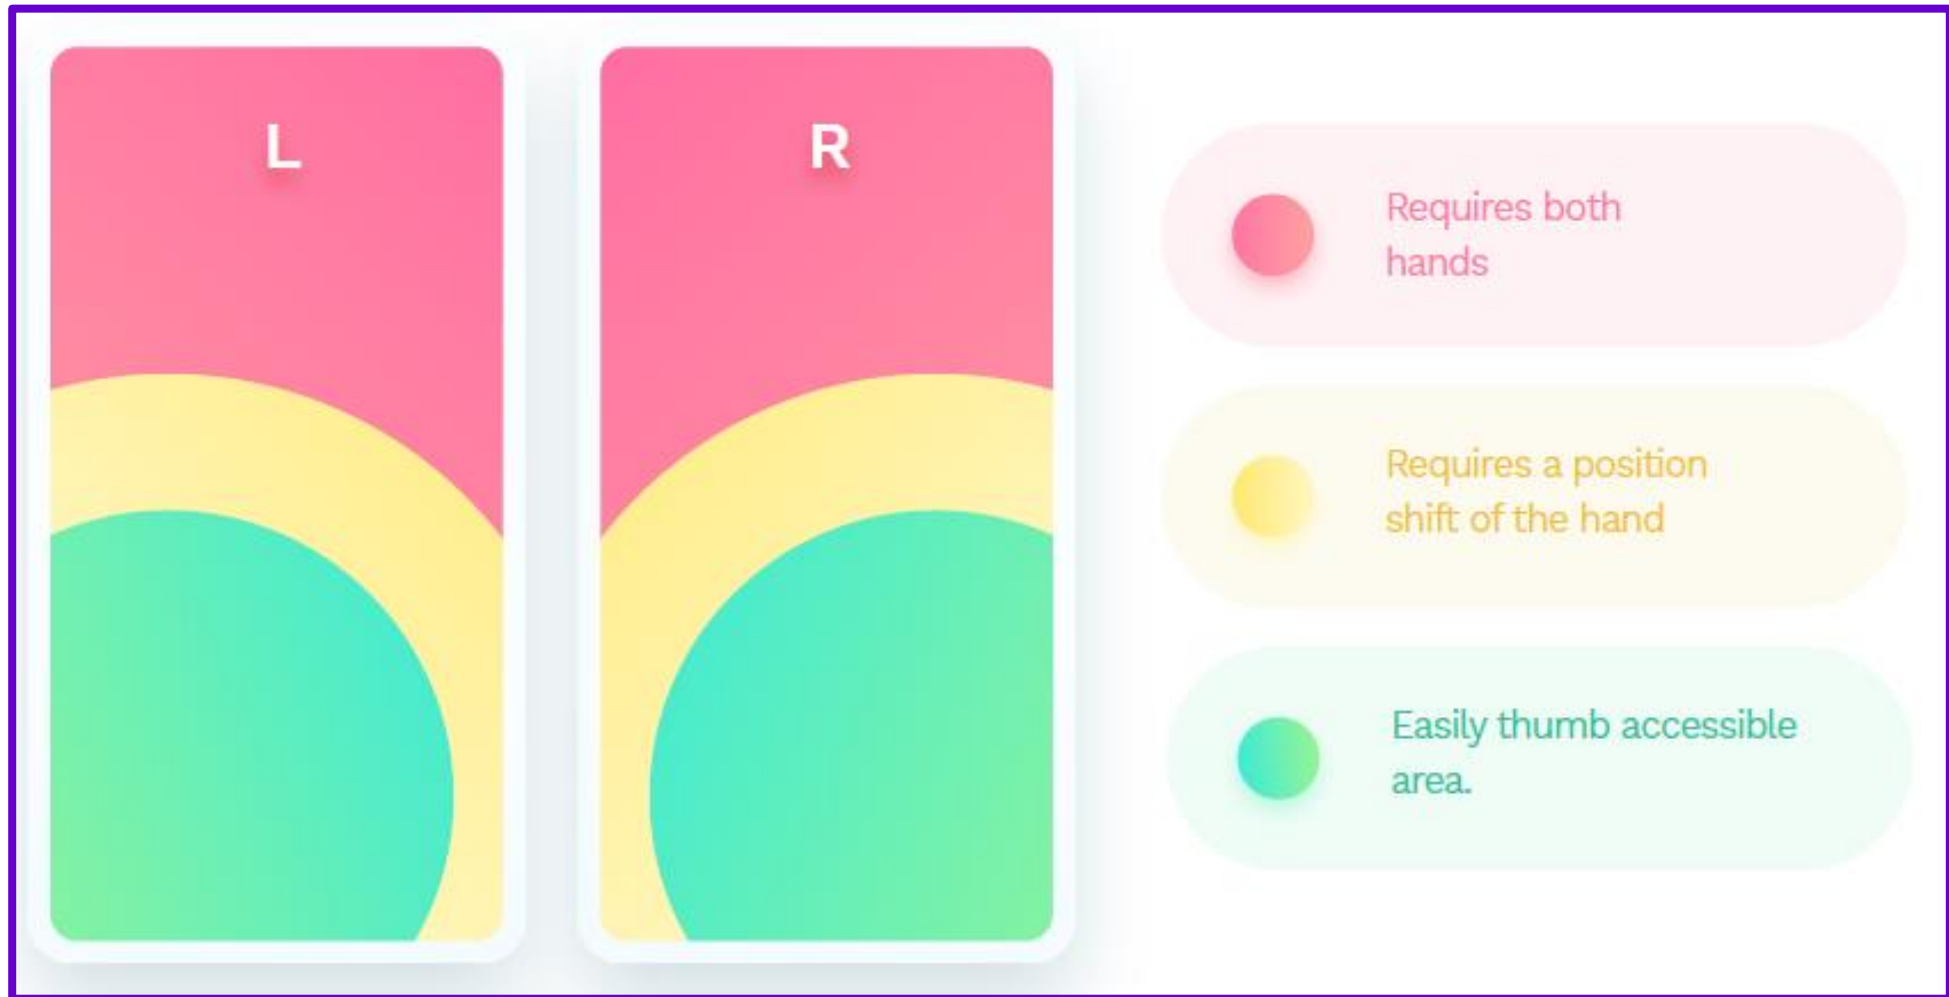 L
R
Requires both
hands
Requires a position
shift of the hand
Easily thumb accessible
area.